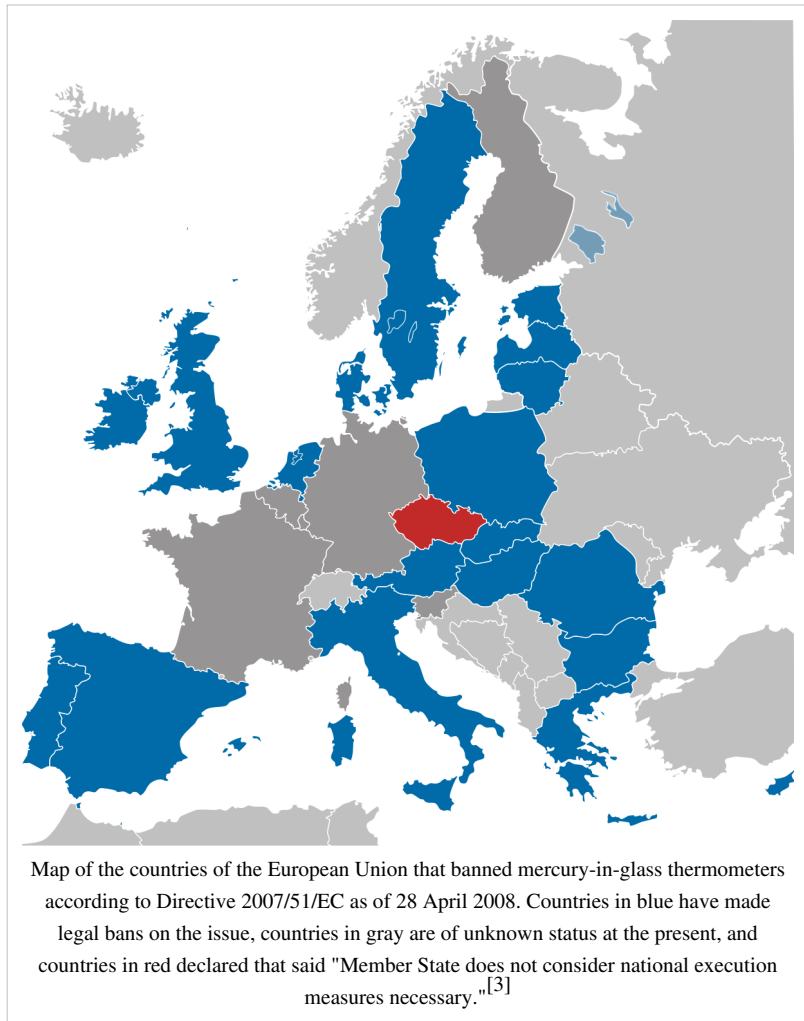 Map of the countries of the European Union that banned mercury-in-glass thermometers
according to Directive 2007/51/EC as of 28 April 2008. Countries in blue have made
legal bans on the issue, countries in gray are of unknown status at the present, and
countries in red declared that said "Member State does not consider national execution
measures necessary."[3]